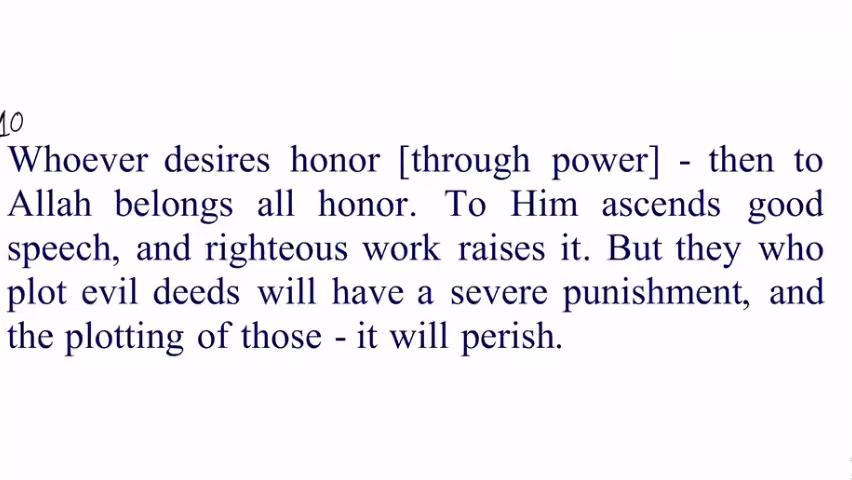 10
Whoever desires honor [through power] - then to
Allah belongs all honor. To Him ascends good
speech, and righteous work raises it. But they who
plot evil deeds will have a severe punishment, and
the plotting of those - it will perish.